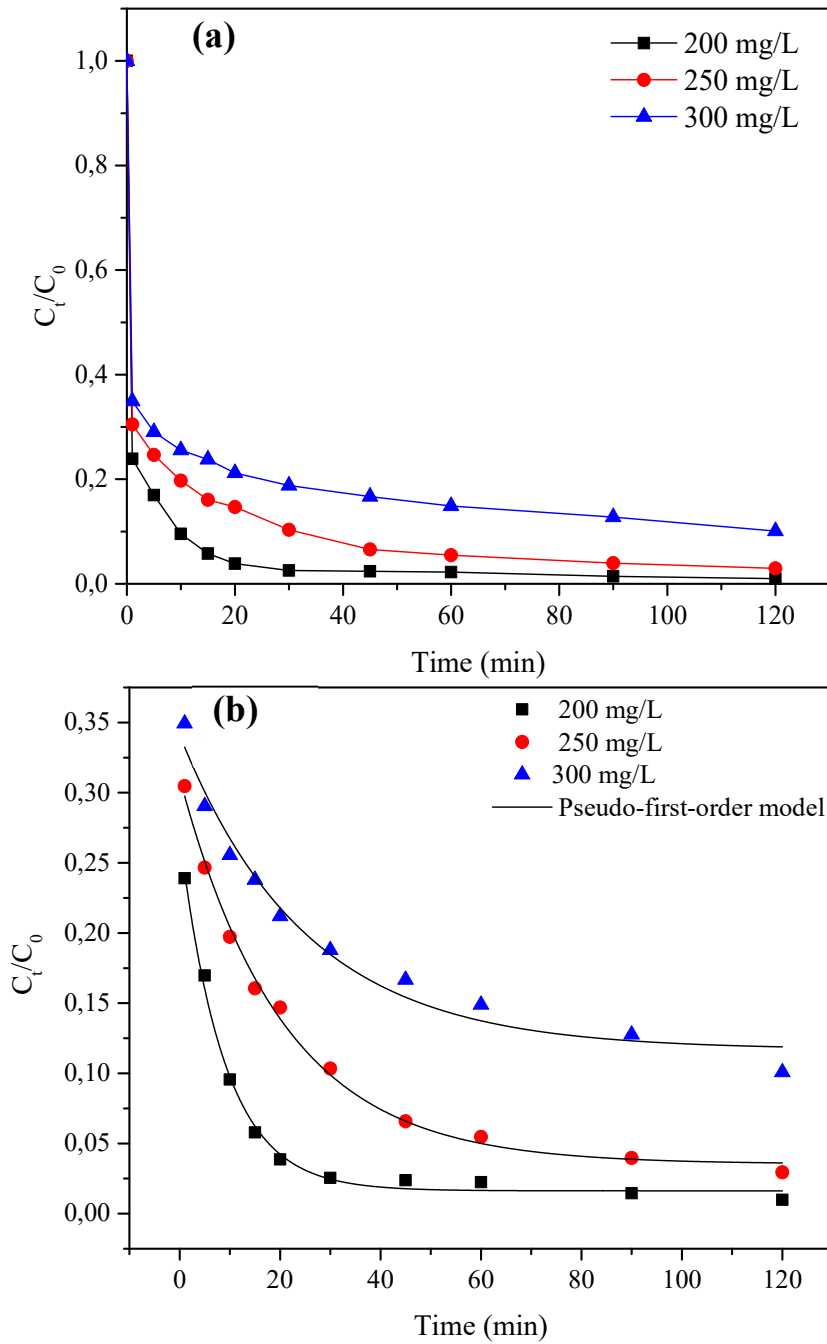 (a)
200 mg/L
250 mg/L
300 mg/L
1,0
0,8
0,6
0,4
0,2
0,0
C_t/C_0
0 20 40 60 80 100 120
Time (min)
(b)
200 mg/L
250 mg/L
300 mg/L
Pseudo-first-order model
0,35
0,30
0,25
0,20
0,15
0,10
0,05
0,00
C_t/C_0
0 20 40 60 80 100 120
Time (min)